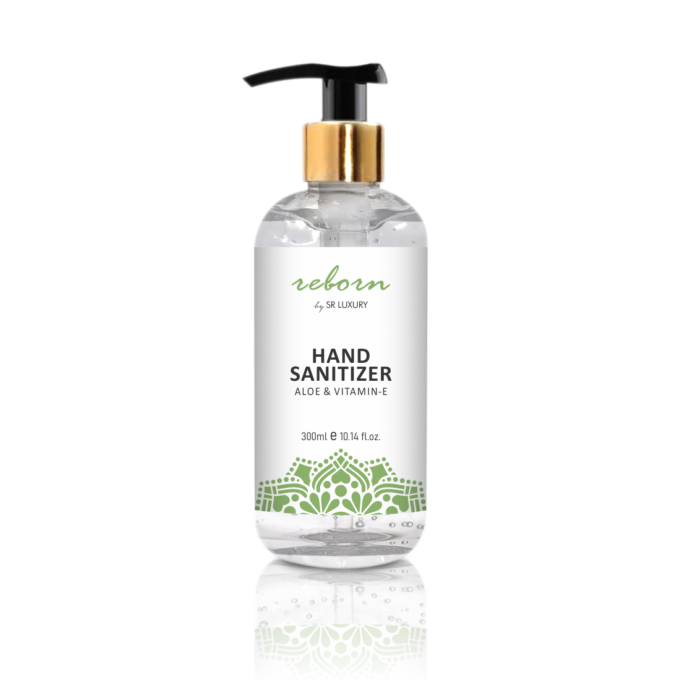 reborn
by SR LUXURY
HAND
SANITIZER
ALOE & VITAMIN-E
300ml e 10.14 fl.oz.